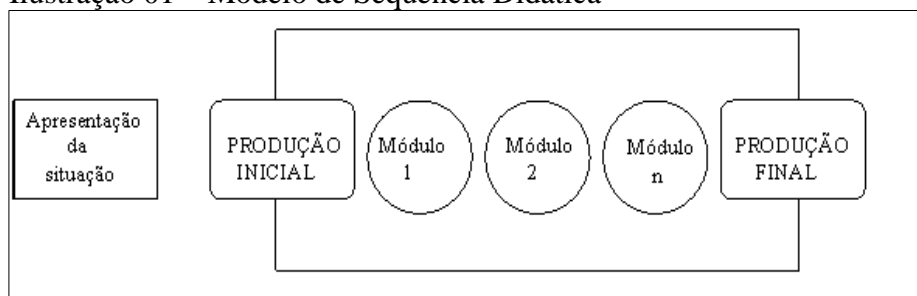 Ilustração 01 – Modelo de Sequência Didática
Apresentação
da
situação
PRODUÇÃO
INICIAL
Módulo
1
Módulo
2
Módulo
n
PRODUÇÃO
FINAL